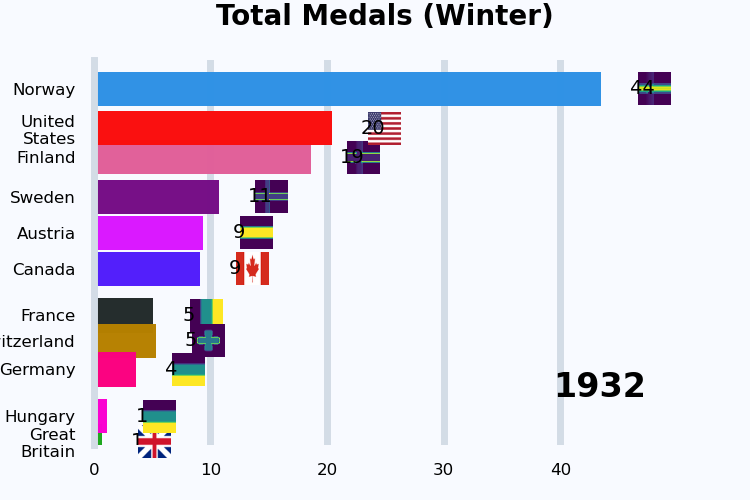 Total Medals (Winter)
Norway 44
United
States 20
Finland 19
Sweden 11
Austria 9
Canada 9
France 5
itzerland 5
Germany 4
1932
Hungary 1
Great
Britain 1
0 10 20 30 40